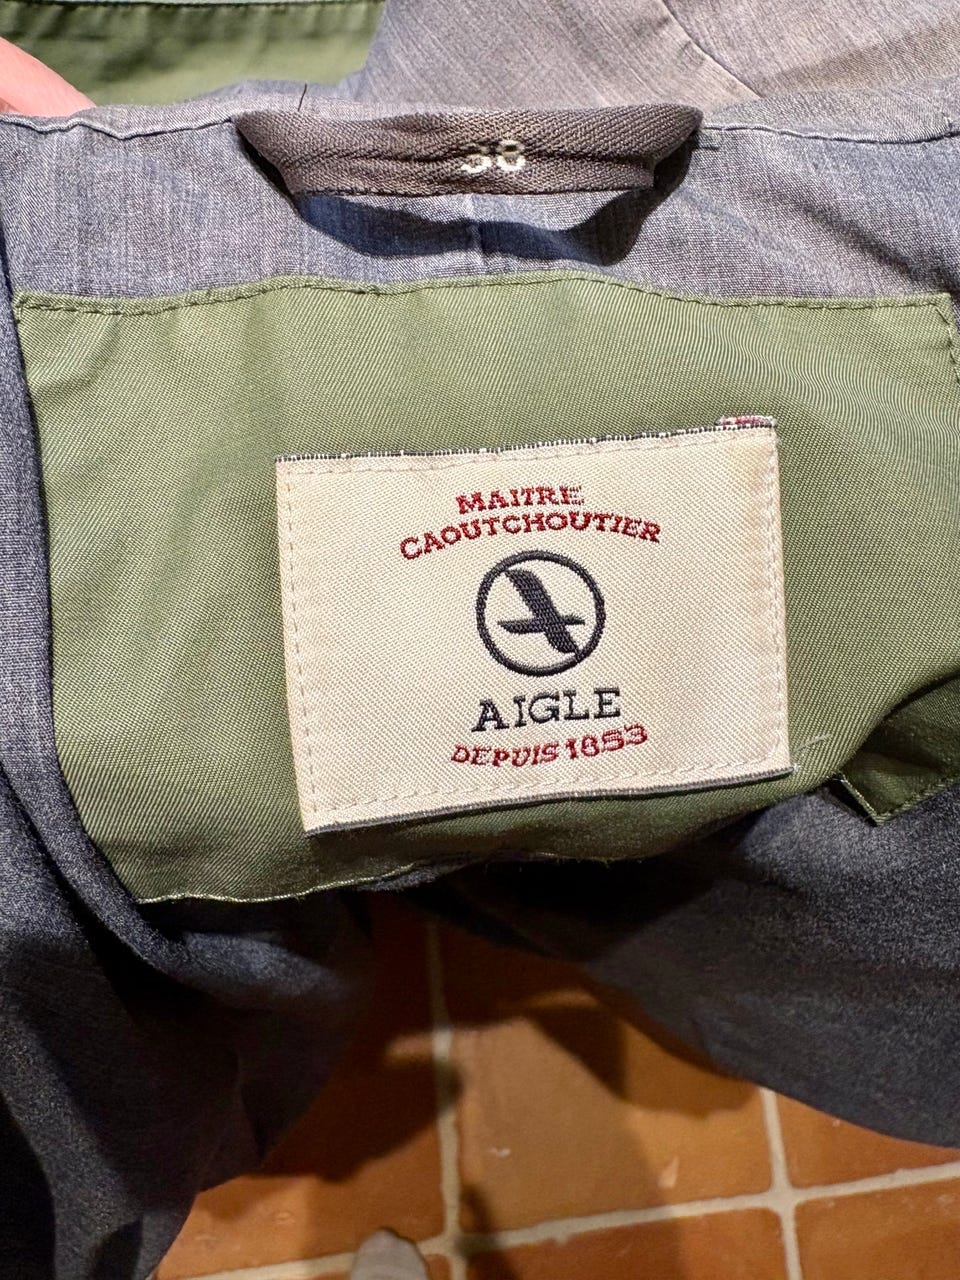 38
MAITRE
CAOUTCHOUTIER
AIGLE
DEPUIS 1853